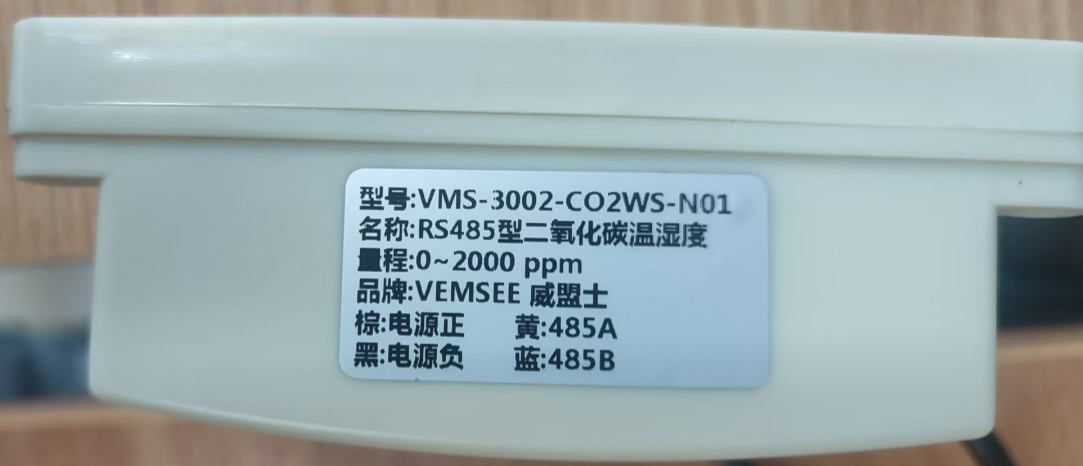 型号:VMS-3002-CO2WS-N01
名称:RS485型二氧化碳温湿度
量程:0~2000 ppm
品牌:VEMSEE 威盟士
棕:电源正 黄:485A
黑:电源负 蓝:485B